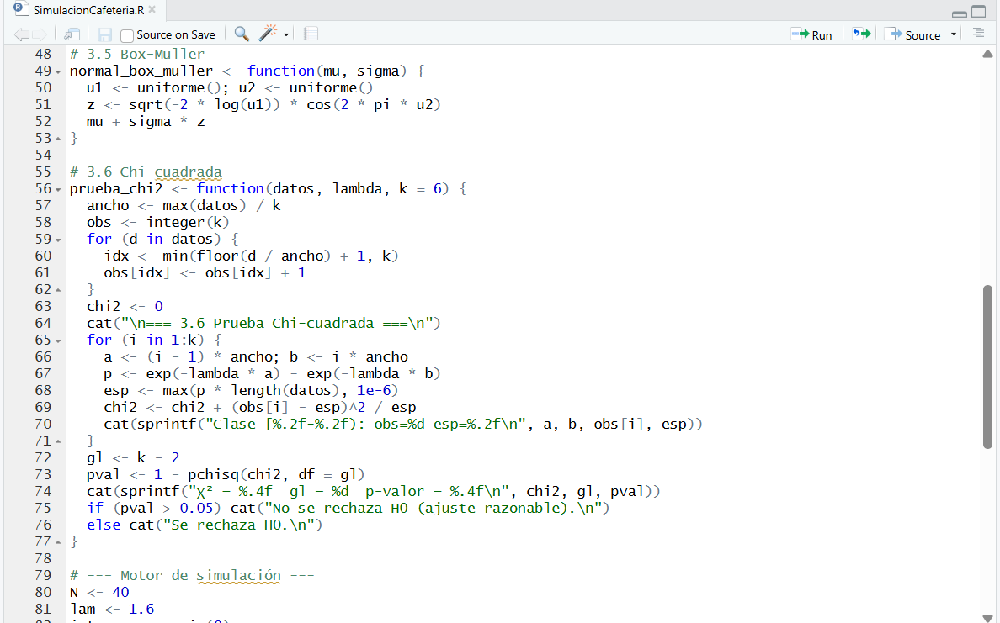 SimulacionCafeteria.R
Source on Save
Run
Source
48 # 3.5 Box-Muller
49 normal_box_muller <- function(mu, sigma) {
50 u1 <- uniforme(); u2 <- uniforme()
51 z <- sqrt(-2 * log(u1)) * cos(2 * pi * u2)
52 mu + sigma * z
53 }
54
55 # 3.6 Chi-cuadrada
56 prueba_chi2 <- function(datos, lambda, k = 6) {
57 ancho <- max(datos) / k
58 obs <- integer(k)
59 for (d in datos) {
60 idx <- min(floor(d / ancho) + 1, k)
61 obs[idx] <- obs[idx] + 1
62 }
63 chi2 <- 0
64 cat("\n=== 3.6 Prueba Chi-cuadrada ===\n")
65 for (i in 1:k) {
66 a <- (i - 1) * ancho; b <- i * ancho
67 p <- exp(-lambda * a) - exp(-lambda * b)
68 esp <- max(p * length(datos), 1e-6)
69 chi2 <- chi2 + (obs[i] - esp)^2 / esp
70 cat(sprintf("Clase [%.2f-%.2f): obs=%d esp=%.2f\n", a, b, obs[i], esp))
71 }
72 gl <- k - 2
73 pval <- 1 - pchisq(chi2, df = gl)
74 cat(sprintf("χ² = %.4f  gl = %d  p-valor = %.4f\n", chi2, gl, pval))
75 if (pval > 0.05) cat("No se rechaza H0 (ajuste razonable).\n")
76 else cat("Se rechaza H0.\n")
77 }
78
79 # --- Motor de simulación ---
80 N <- 40
81 lam <- 1.6